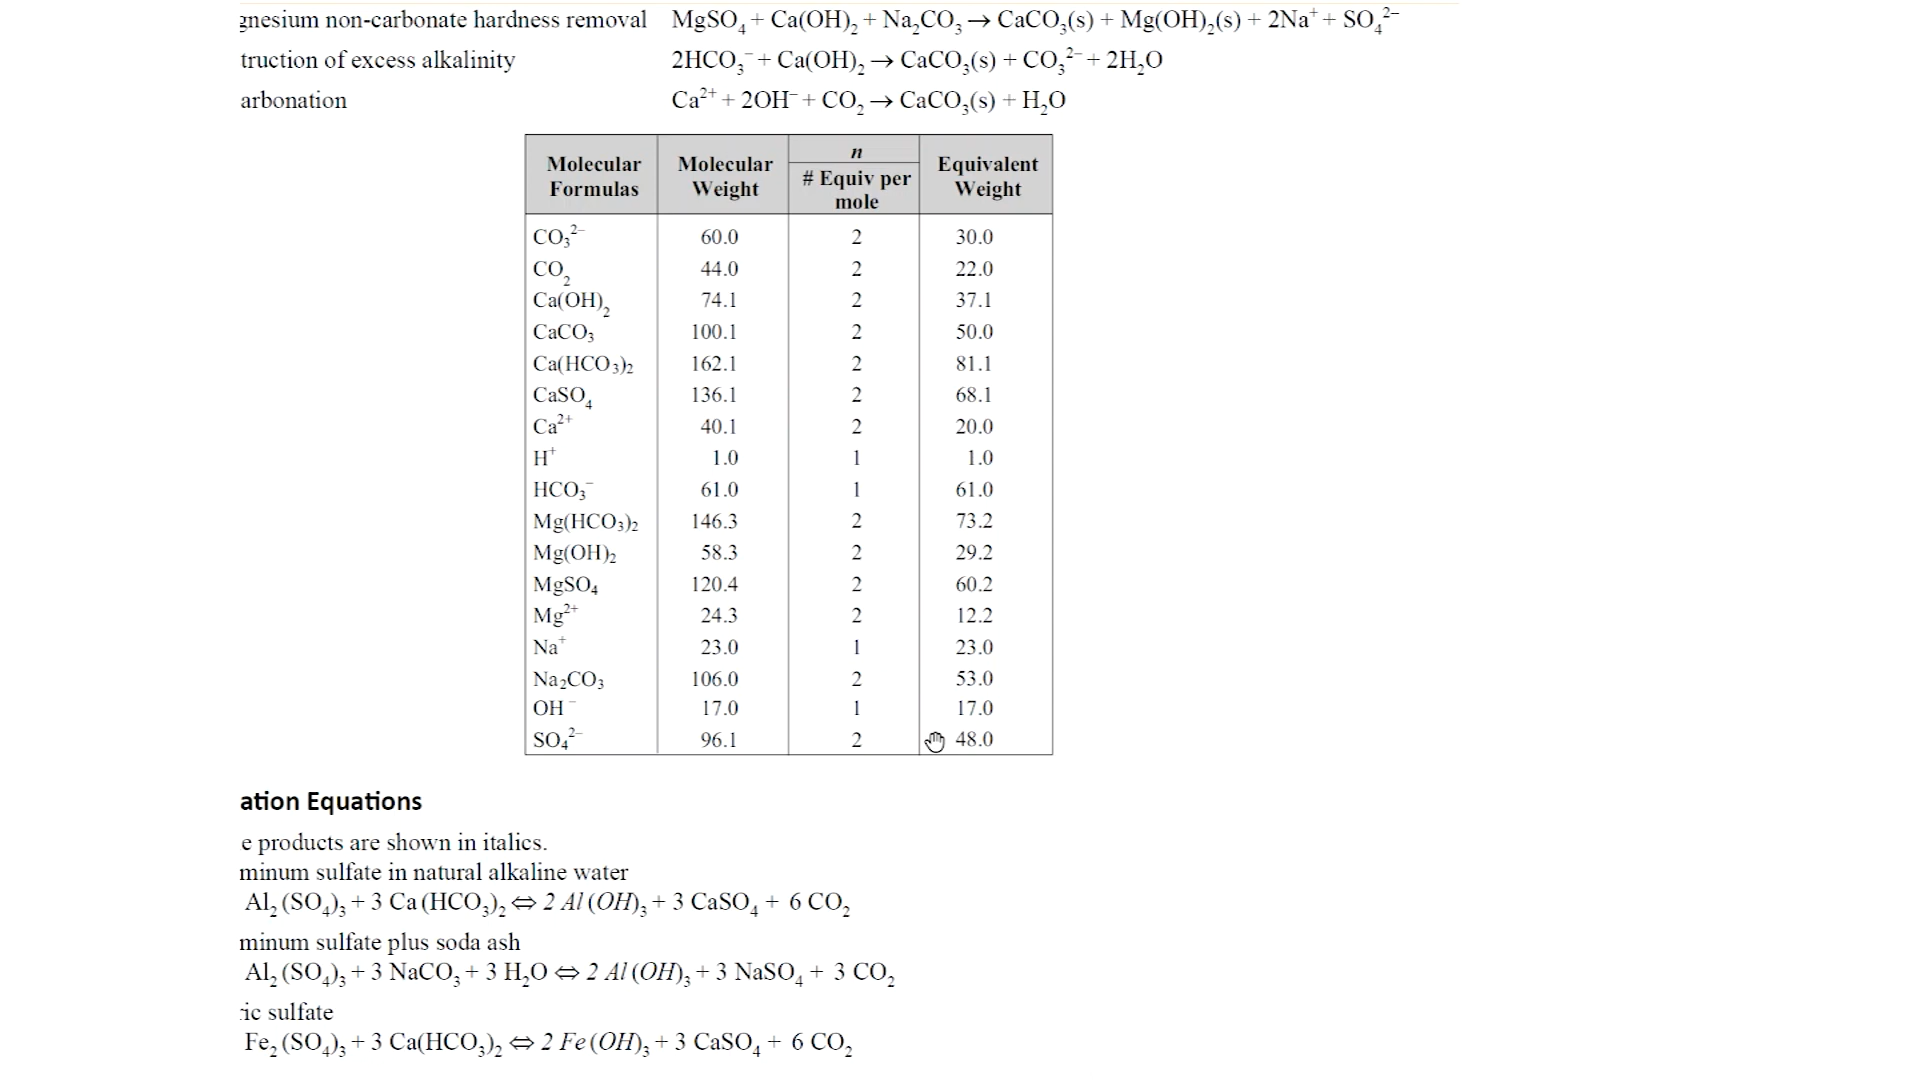 gnesium non-carbonate hardness removal MgSO₄ + Ca(OH)₂ + Na₂CO₃ → CaCO₃(s) + Mg(OH)₂(s) + 2Na⁺ + SO₄²⁻
truction of excess alkalinity 2HCO₃⁻ + Ca(OH)₂ → CaCO₃(s) + CO₃²⁻ + 2H₂O
arbonation Ca²⁺ + 2OH⁻ + CO₂ → CaCO₃(s) + H₂O
Molecular Formulas Molecular Weight n # Equiv per mole Equivalent Weight
CO₃²⁻ 60.0 2 30.0
CO₂ 44.0 2 22.0
Ca(OH)₂ 74.1 2 37.1
CaCO₃ 100.1 2 50.0
Ca(HCO₃)₂ 162.1 2 81.1
CaSO₄ 136.1 2 68.1
Ca²⁺ 40.1 2 20.0
H⁺ 1.0 1 1.0
HCO₃⁻ 61.0 1 61.0
Mg(HCO₃)₂ 146.3 2 73.2
Mg(OH)₂ 58.3 2 29.2
MgSO₄ 120.4 2 60.2
Mg²⁺ 24.3 2 12.2
Na⁺ 23.0 1 23.0
Na₂CO₃ 106.0 2 53.0
OH⁻ 17.0 1 17.0
SO₄²⁻ 96.1 2 48.0
ation Equations
e products are shown in italics.
minum sulfate in natural alkaline water
Al₂(SO₄)₃ + 3 Ca(HCO₃)₂ ⇔ 2 Al(OH)₃ + 3 CaSO₄ + 6 CO₂
minum sulfate plus soda ash
Al₂(SO₄)₃ + 3 NaCO₃ + 3 H₂O ⇔ 2 Al(OH)₃ + 3 NaSO₄ + 3 CO₂
ric sulfate
Fe₂(SO₄)₃ + 3 Ca(HCO₃)₂ ⇔ 2 Fe(OH)₃ + 3 CaSO₄ + 6 CO₂